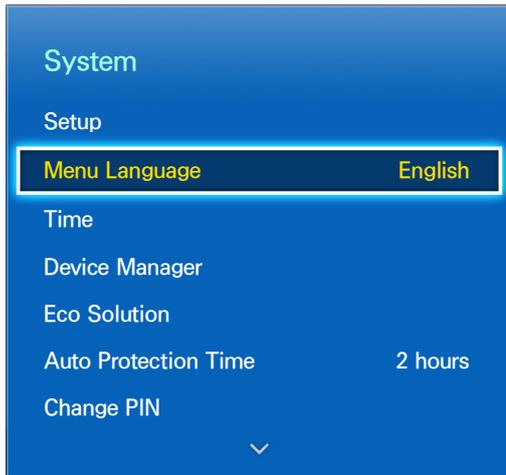 System
Setup
Menu Language English
Time
Device Manager
Eco Solution
Auto Protection Time 2 hours
Change PIN